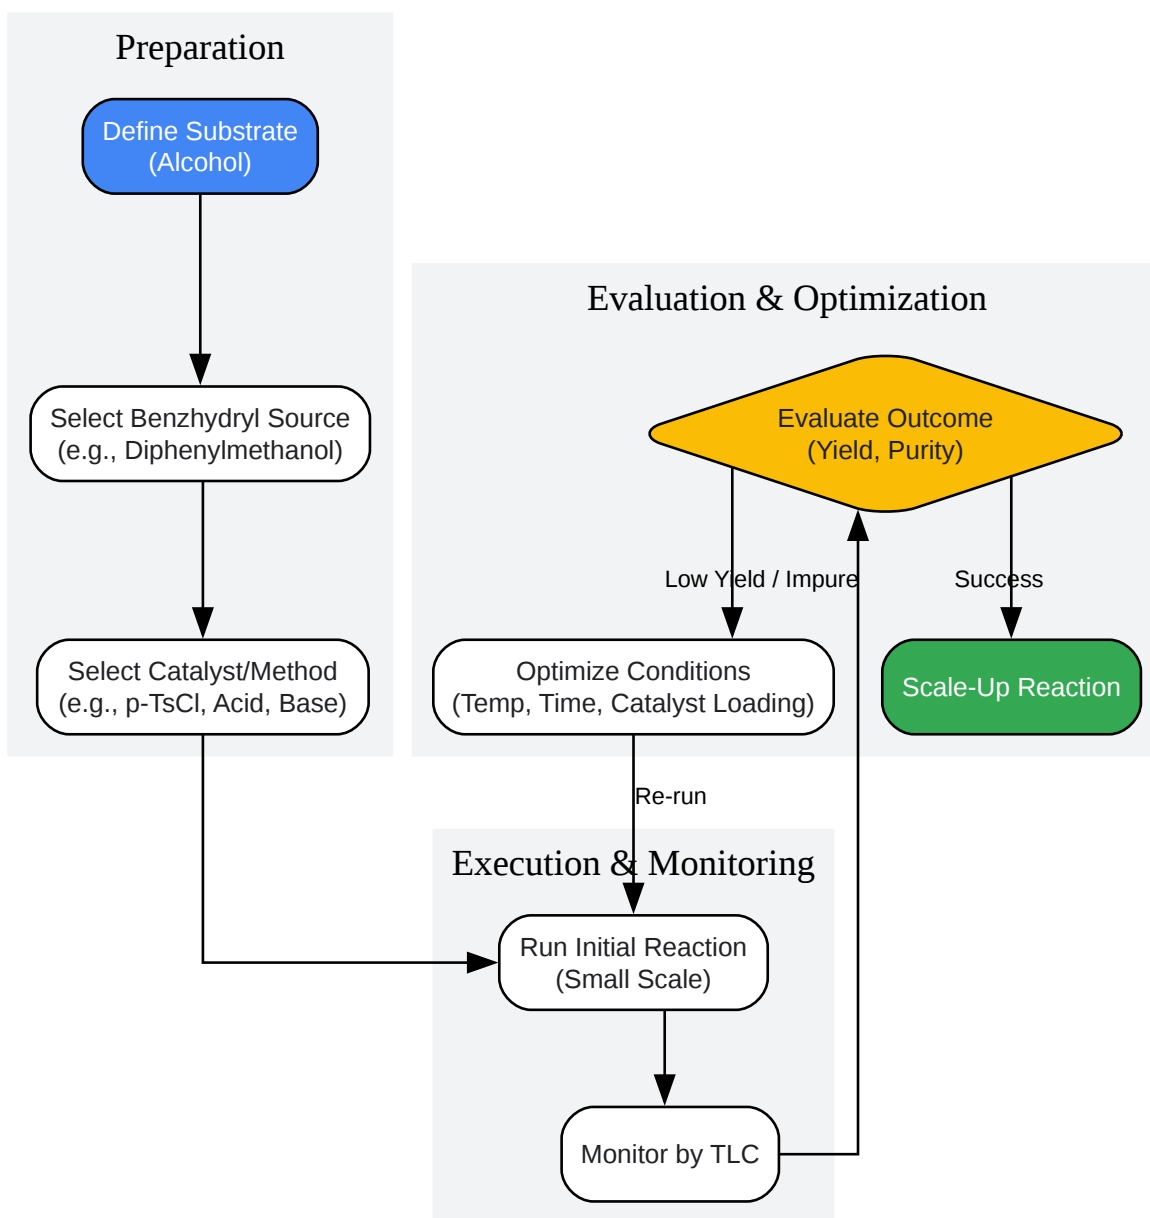 Preparation
Define Substrate
(Alcohol)
Select Benzhydryl Source
(e.g., Diphenylmethanol)
Select Catalyst/Method
(e.g., p-TsCl, Acid, Base)
Evaluation & Optimization
Evaluate Outcome
(Yield, Purity)
Low Yield / Impure
Success
Optimize Conditions
(Temp, Time, Catalyst Loading)
Scale-Up Reaction
Re-run
Execution & Monitoring
Run Initial Reaction
(Small Scale)
Monitor by TLC